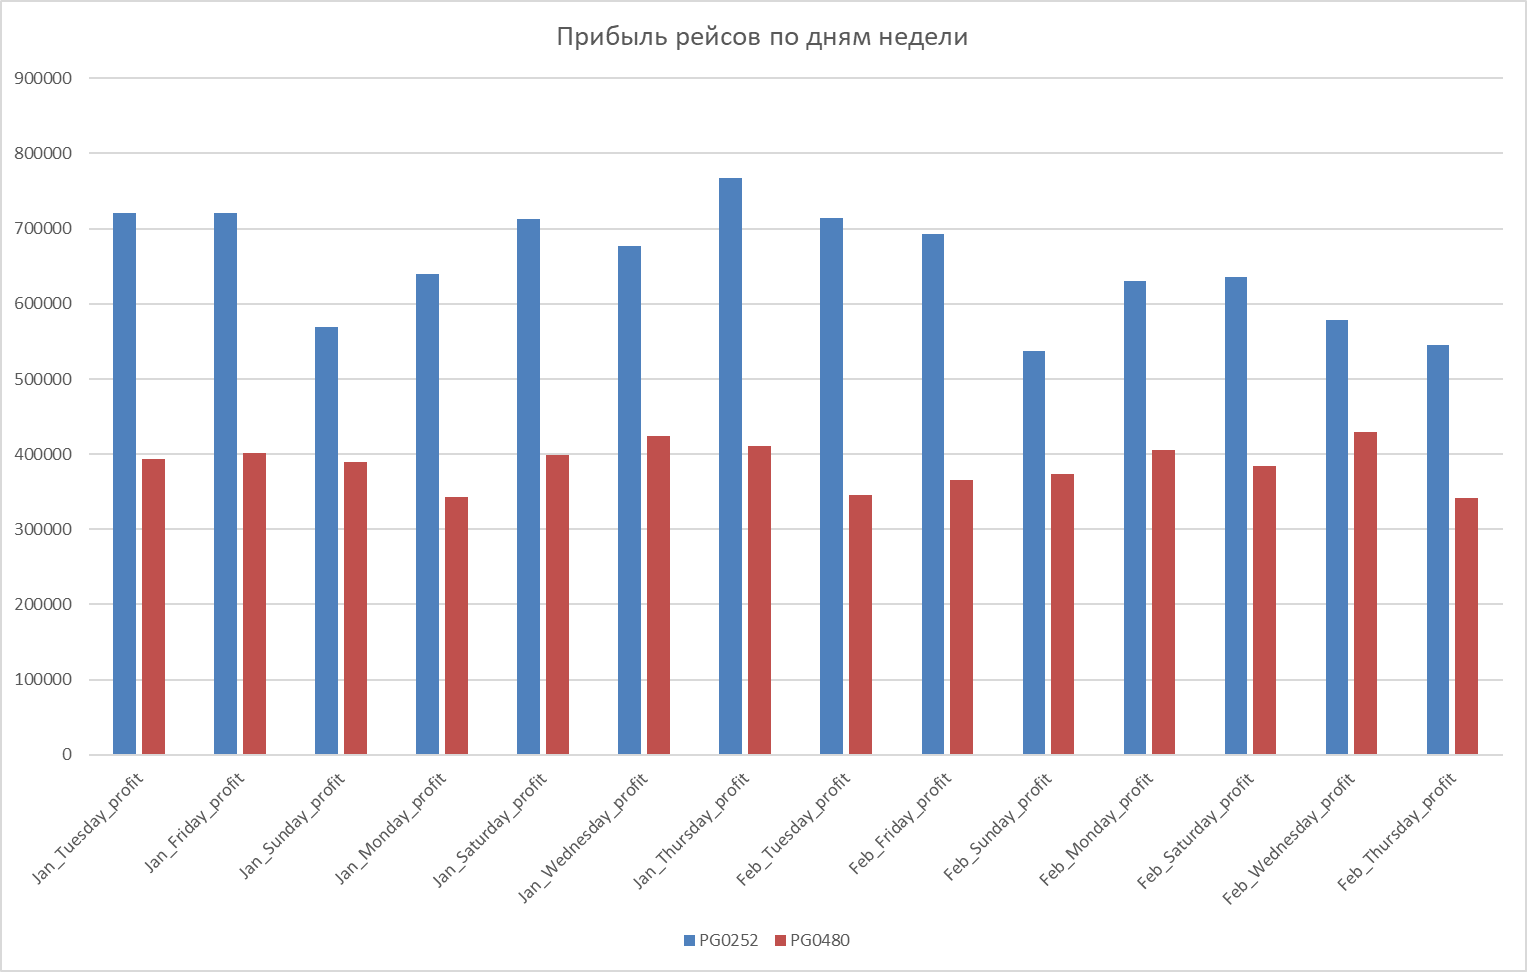 Прибыль рейсов по дням недели
900000
800000
700000
600000
500000
400000
300000
200000
100000
0
Jan_Tuesday_profit
Jan_Friday_profit
Jan_Sunday_profit
Jan_Monday_profit
Jan_Saturday_profit
Jan_Wednesday_profit
Jan_Thursday_profit
Feb_Tuesday_profit
Feb_Friday_profit
Feb_Sunday_profit
Feb_Monday_profit
Feb_Saturday_profit
Feb_Wednesday_profit
Feb_Thursday_profit
PG0252 PG0480